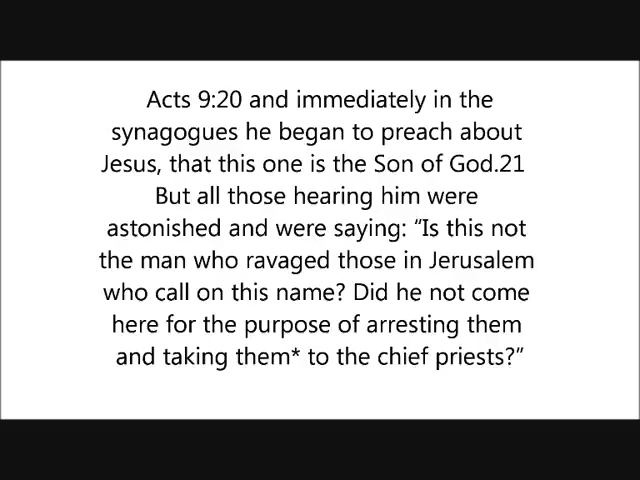 Acts 9:20 and immediately in the
synagogues he began to preach about
Jesus, that this one is the Son of God.21
But all those hearing him were
astonished and were saying: “Is this not
the man who ravaged those in Jerusalem
who call on this name? Did he not come
here for the purpose of arresting them
and taking them* to the chief priests?”